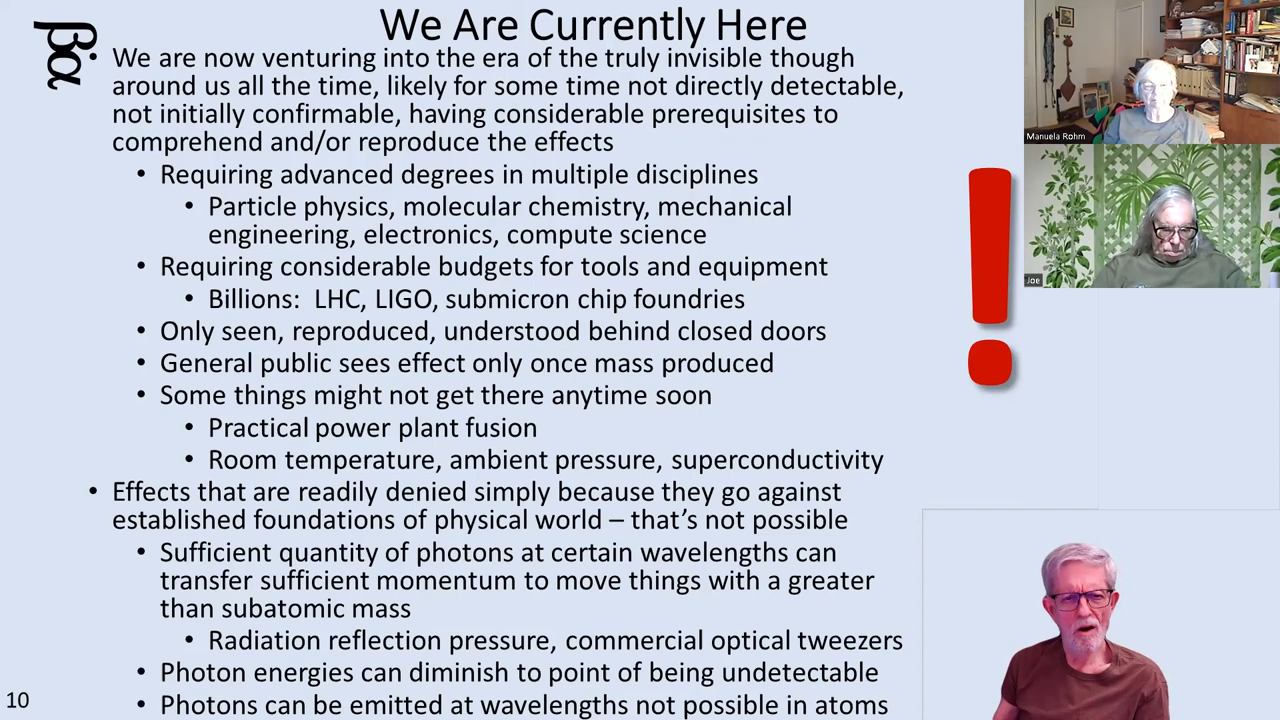 We Are Currently Here
We are now venturing into the era of the truly invisible though
around us all the time, likely for some time not directly detectable,
not initially confirmable, having considerable prerequisites to
comprehend and/or reproduce the effects
• Requiring advanced degrees in multiple disciplines
• Particle physics, molecular chemistry, mechanical
engineering, electronics, compute science
• Requiring considerable budgets for tools and equipment
• Billions: LHC, LIGO, submicron chip foundries
• Only seen, reproduced, understood behind closed doors
• General public sees effect only once mass produced
• Some things might not get there anytime soon
• Practical power plant fusion
• Room temperature, ambient pressure, superconductivity
• Effects that are readily denied simply because they go against
established foundations of physical world – that's not possible
• Sufficient quantity of photons at certain wavelengths can
transfer sufficient momentum to move things with a greater
than subatomic mass
• Radiation reflection pressure, commercial optical tweezers
• Photon energies can diminish to point of being undetectable
• Photons can be emitted at wavelengths not possible in atoms
10
!
Manuela Rohm
Joe